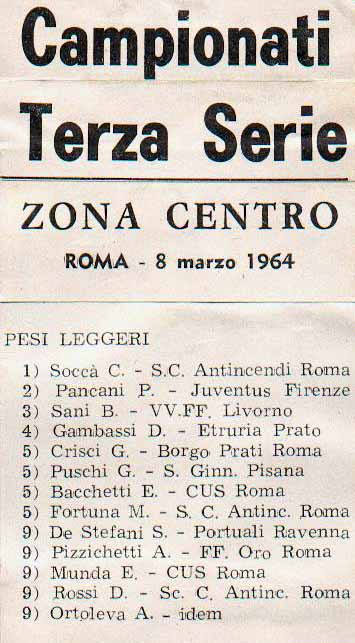 Campionati
Terza Serie
ZONA CENTRO
ROMA - 8 marzo 1964
PESI LEGGERI
1) Soccà C. - S.C. Antincendi Roma
2) Pancani P. - Juventus Firenze
3) Sani B. - VV.FF. Livorno
4) Gambassi D. - Etruria Prato
5) Crisci G. - Borgo Prati Roma
5) Puschi G. - S. Ginn. Pisana
5) Bacchetti E. - CUS Roma
5) Fortuna M. - S. C. Antinc. Roma
9) De Stefani S. - Portuali Ravenna
9) Pizzichetti A. - FF. Oro Roma
9) Munda E. - CUS Roma
9) Rossi D. - Sc. C. Antinc. Roma
9) Ortoleva A. - idem